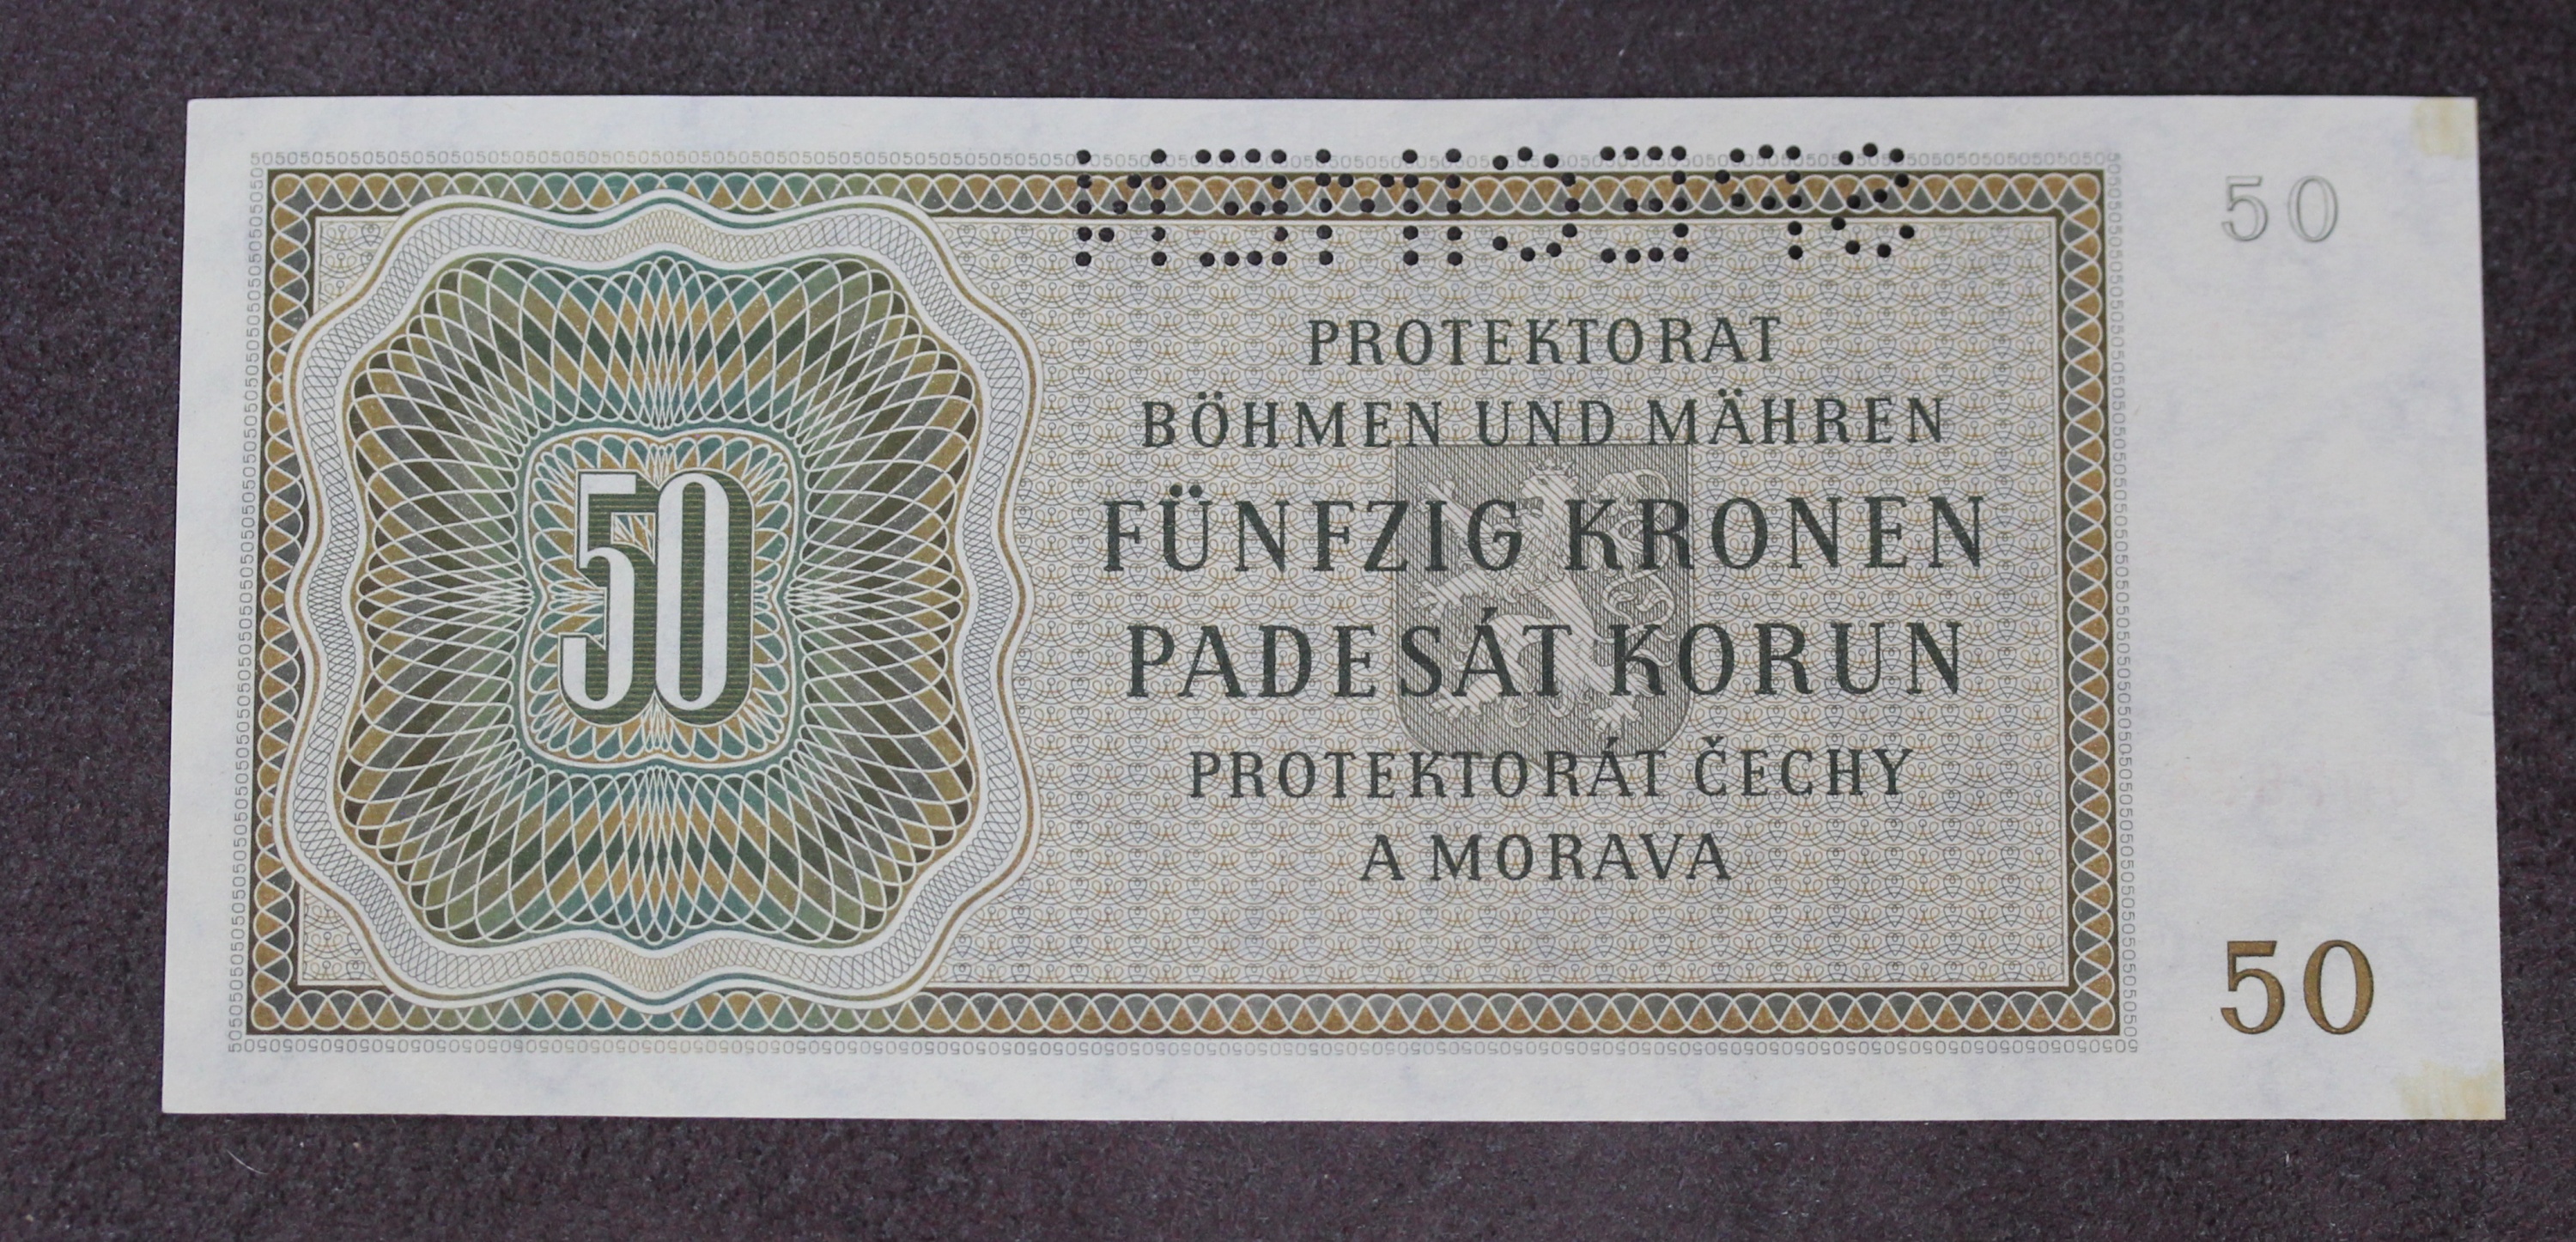 50
PROTEKTORAT
BÖHMEN UND MÄHREN
FÜNFZIG KRONEN
PADESÁT KORUN
PROTEKTORÁT ČECHY
A MORAVA
50
50